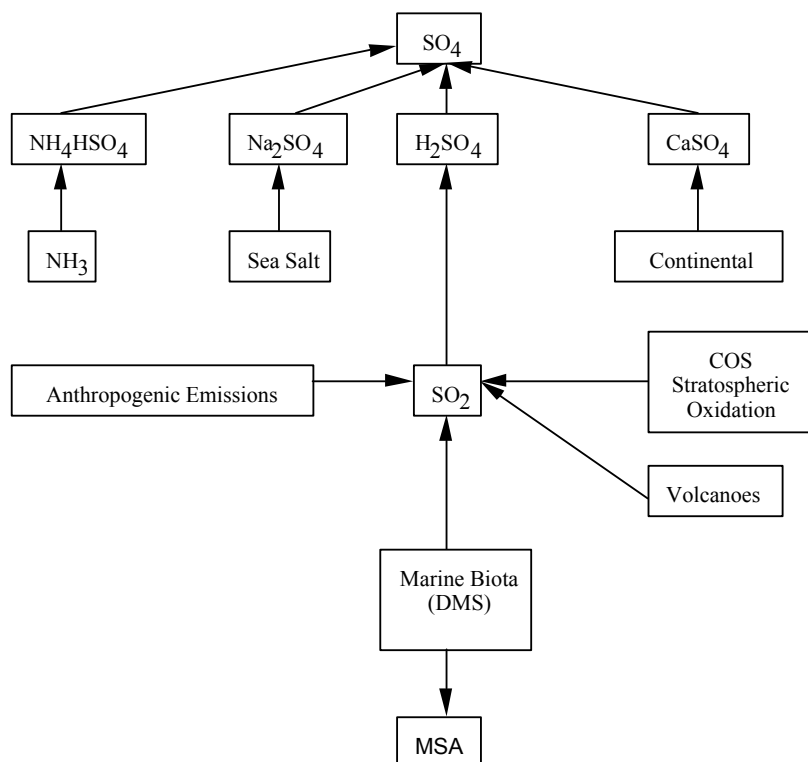 SO4
NH4HSO4
Na2SO4
H2SO4
CaSO4
NH3
Sea Salt
Continental
Anthropogenic Emissions
SO2
COS
Stratospheric
Oxidation
Volcanoes
Marine Biota
(DMS)
MSA